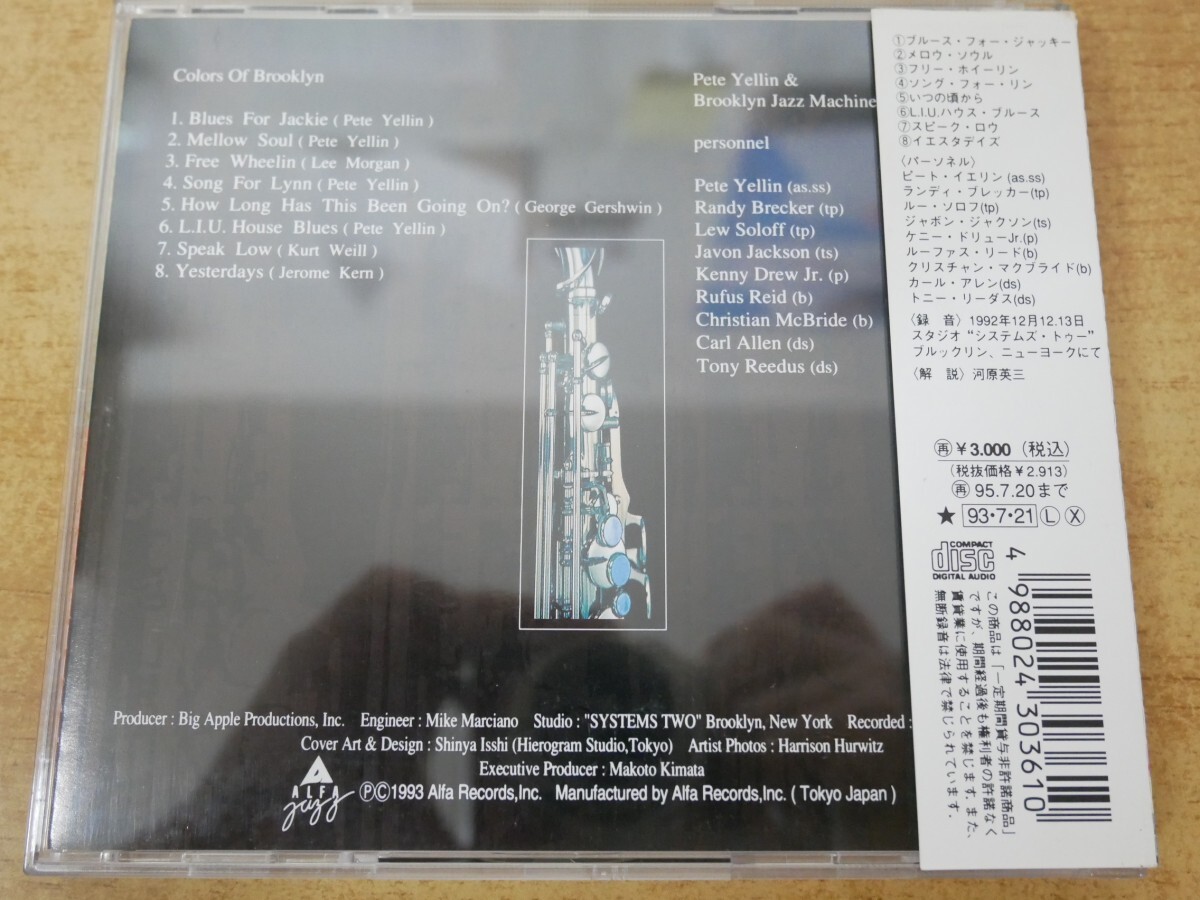 Colors Of Brooklyn
1. Blues For Jackie ( Pete Yellin )
2. Mellow Soul ( Pete Yellin )
3. Free Wheelin ( Lee Morgan )
4. Song For Lynn ( Pete Yellin )
5. How Long Has This Been Going On? ( George Gershwin )
6. L.I.U. House Blues ( Pete Yellin )
7. Speak Low ( Kurt Weill )
8. Yesterdays ( Jerome Kern )
Pete Yellin &
Brooklyn Jazz Machine
personnel
Pete Yellin (as.ss)
Randy Brecker (tp)
Lew Soloff (tp)
Javon Jackson (ts)
Kenny Drew Jr. (p)
Rufus Reid (b)
Christian McBride (b)
Carl Allen (ds)
Tony Reedus (ds)
Producer : Big Apple Productions, Inc. Engineer : Mike Marciano Studio : "SYSTEMS TWO" Brooklyn, New York Recorded :
Cover Art & Design : Shinya Isshi (Hierogram Studio,Tokyo) Artist Photos : Harrison Hurwitz
Executive Producer : Makoto Kimata
ALFA
jazz
ⓅⒸ1993 Alfa Records,Inc. Manufactured by Alfa Records,Inc. ( Tokyo Japan )
①ブルース・フォー・ジャッキー
②メロウ・ソウル
③フリー・ホイーリン
④ソング・フォー・リン
⑤いつの頃から
⑥L.I.U.ハウス・ブルース
⑦スピーク・ロウ
⑧イエスタデイズ
〈パーソネル〉
ピート・イエリン (as.ss)
ランディ・ブレッカー(tp)
ルー・ソロフ(tp)
ジャボン・ジャクソン(ts)
ケニー・ドリューJr.(p)
ルーファス・リード(b)
クリスチャン・マクブライド(b)
カール・アレン(ds)
トニー・リーダス(ds)
〈録 音〉1992年12月12.13日
スタジオ“システムズ・トゥー”
ブルックリン、ニューヨークにて
〈解 説〉河原英三
再¥3.000(税込)
(税抜価格¥2.913)
再95.7.20まで
★93・7・21ⓁⓍ
COMPACT
disc
DIGITAL AUDIO
4 988024 303610
この商品は「一定期間貸与非許諾商品」
ですが、期間経過後も権利者の許諾なく
賃貸業に使用することを禁じます。また、
無断録音は法律で禁じられています。